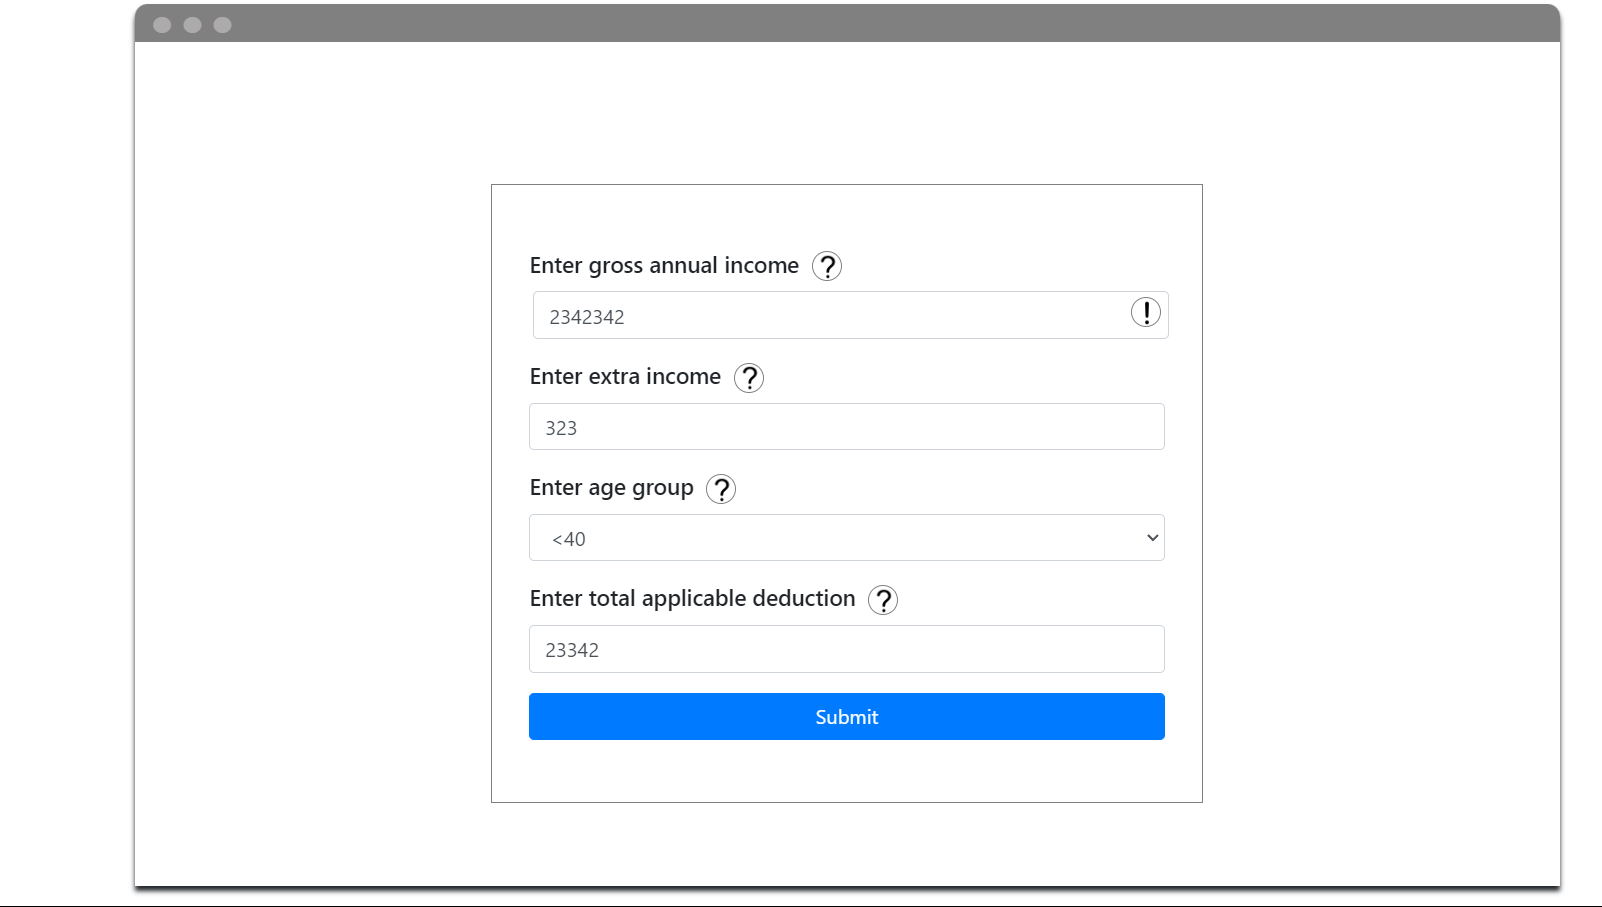 Enter gross annual income ?
2342342 !
Enter extra income ?
323
Enter age group ?
<40
Enter total applicable deduction ?
23342
Submit